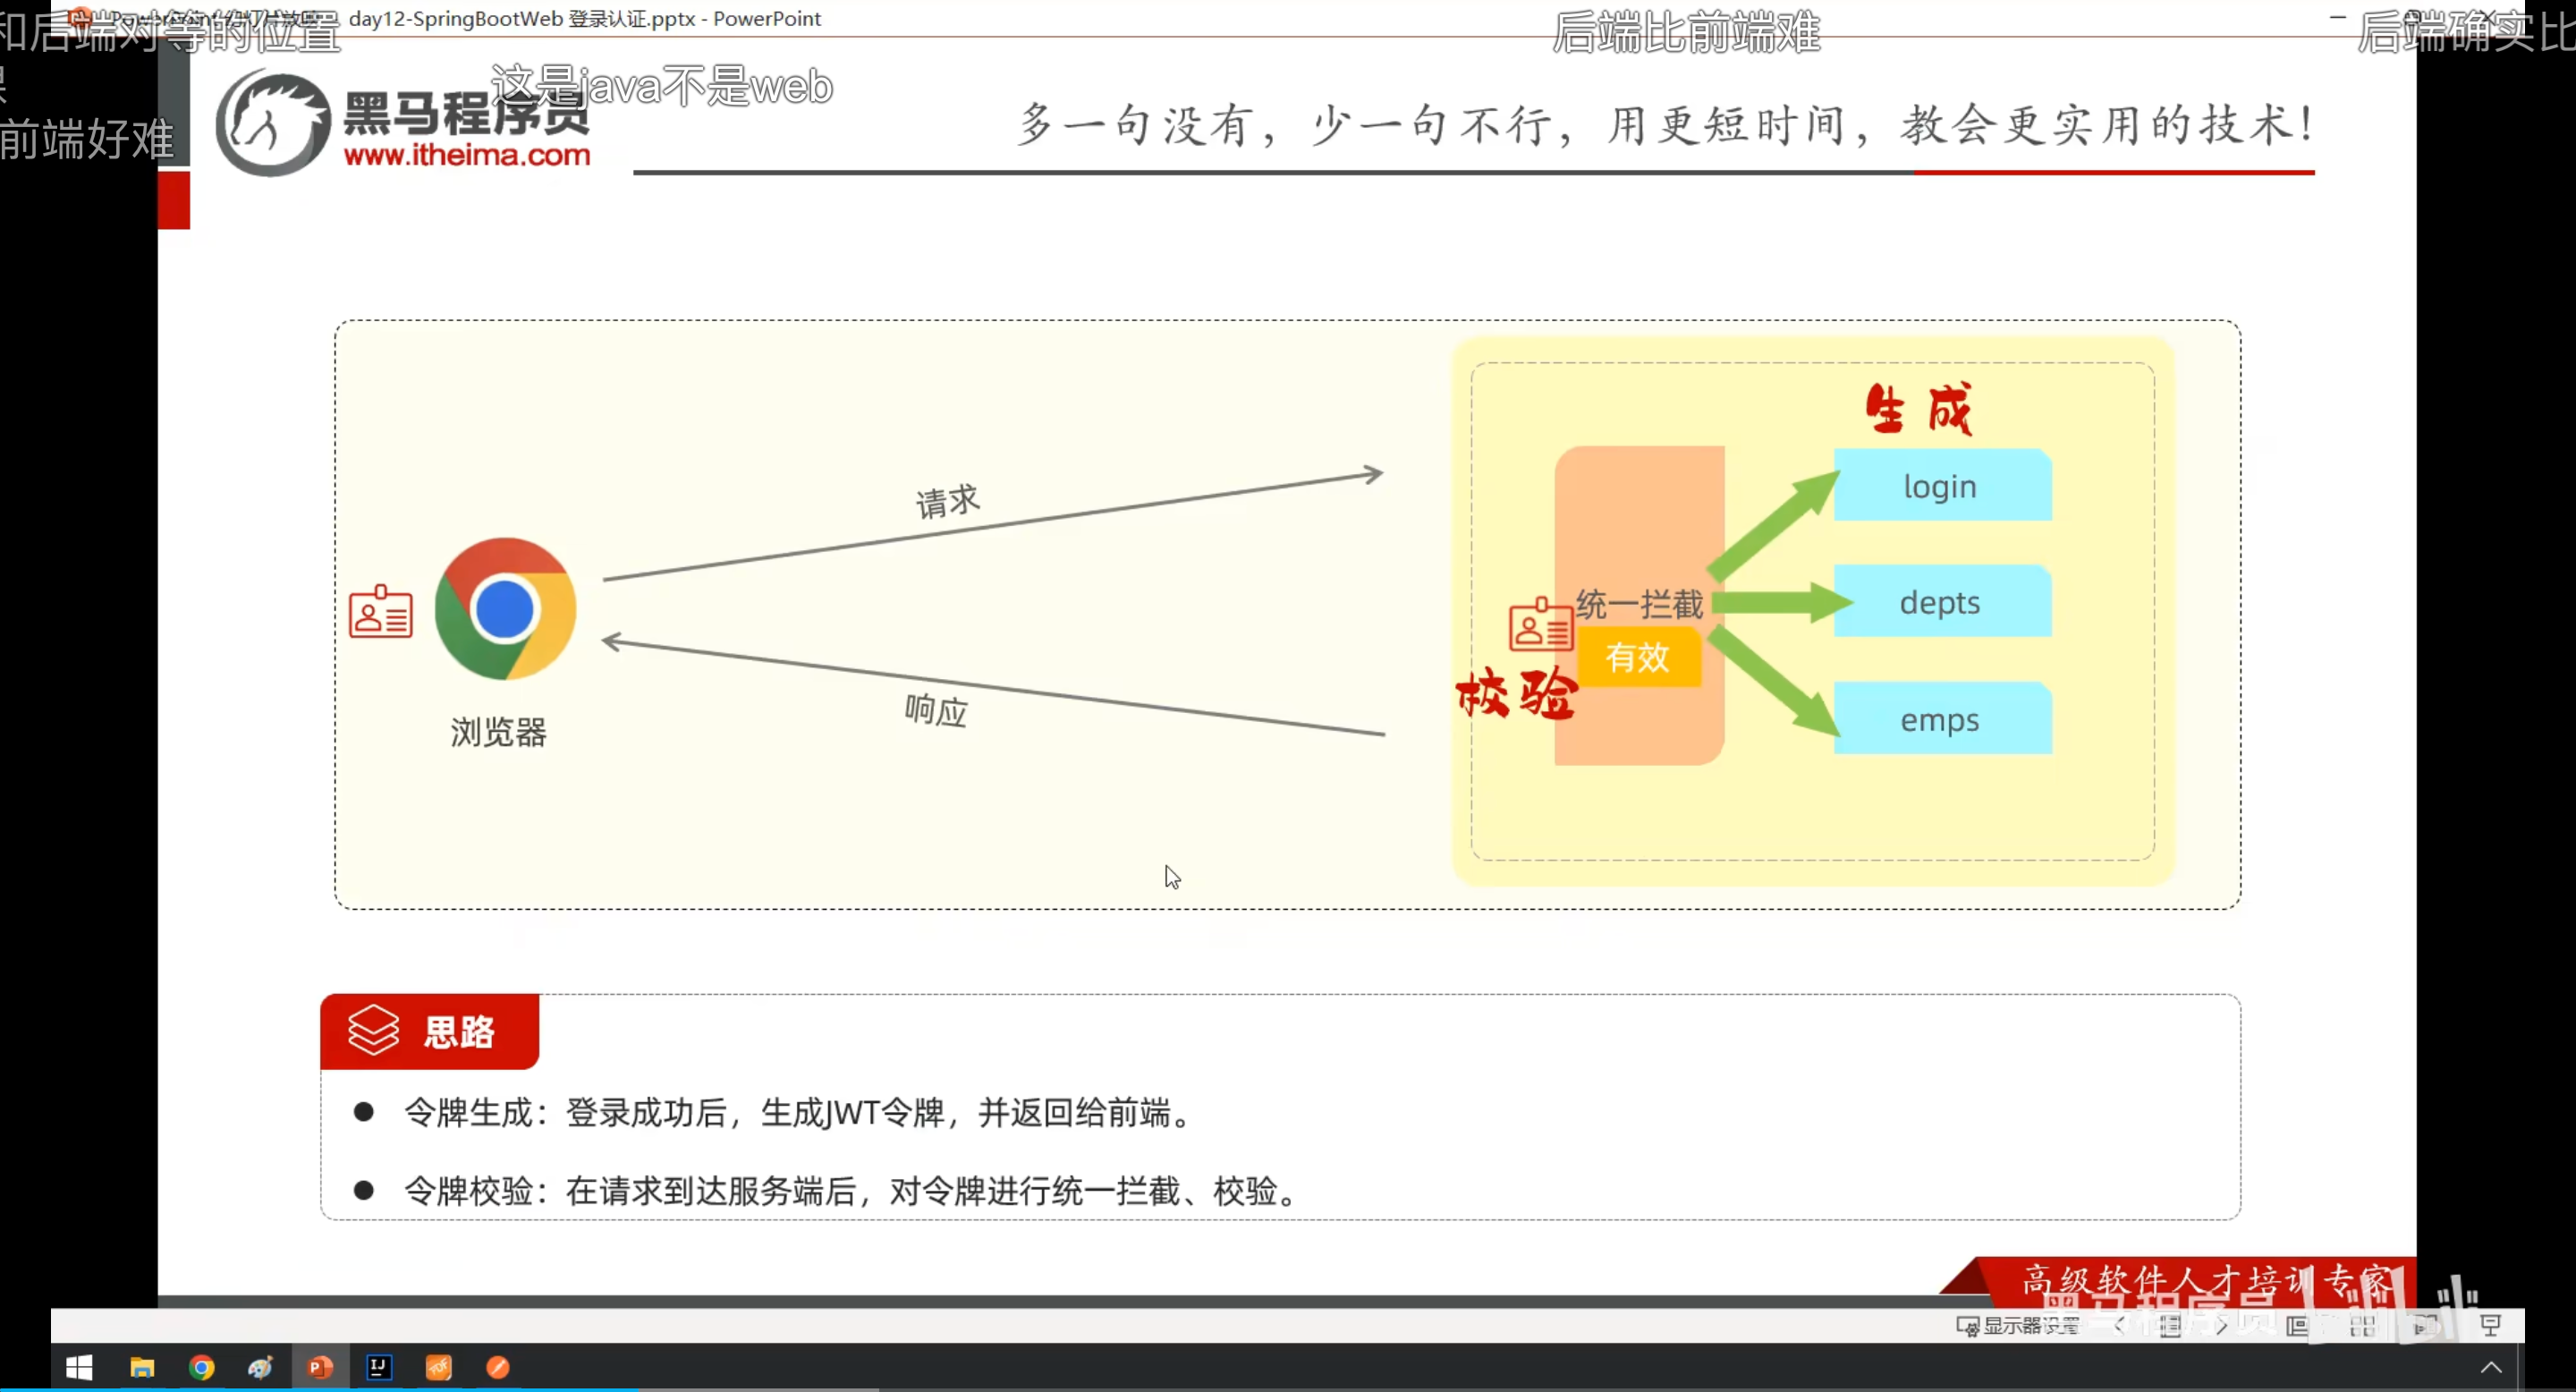 day12-SpringBootWeb 登录认证.pptx - PowerPoint
和后端对等的位置
后端比前端难
后端确实比
这是java不是web
前端好难
黑马程序员
www.itheima.com
多一句没有，少一句不行，用更短时间，教会更实用的技术！
生成
login
请求
统一拦截
depts
有效
校验
emps
响应
浏览器
思路
● 令牌生成：登录成功后，生成JWT令牌，并返回给前端。
● 令牌校验：在请求到达服务端后，对令牌进行统一拦截、校验。
高级软件人才培训专家
黑马程序员
显示器设置